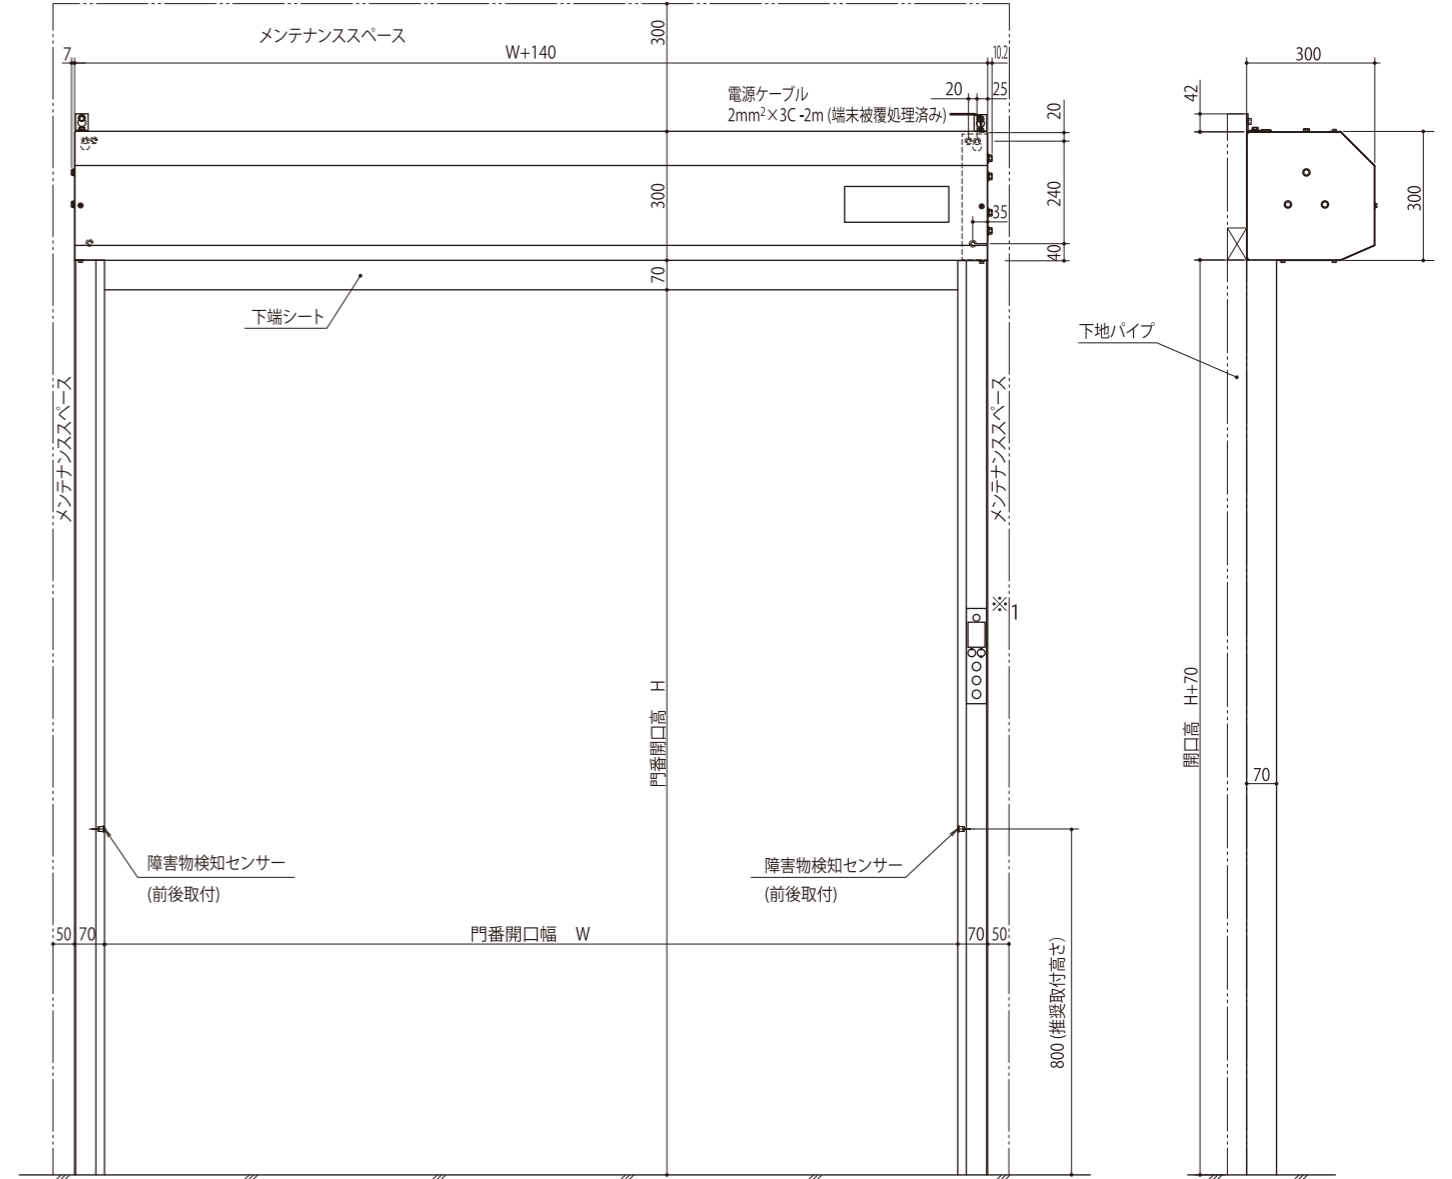 メンテナンススペース
300
7
W+140
10.2
300
電源ケーブル
2mm²×3C -2m (端末被覆処理済み)
20
25
20
42
300
240
300
35
40
70
下端シート
下地パイプ
メンテナンススペース
メンテナンススペース
※1
門番開口高 H
開口高 H+70
70
障害物検知センサー
(前後取付)
障害物検知センサー
(前後取付)
50
70
門番開口幅 W
70
50
800 (推奨取付高さ)